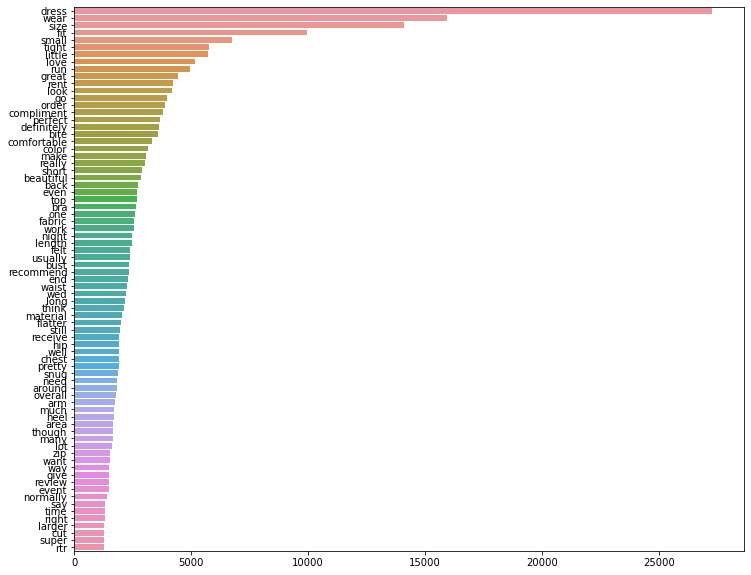 dress
wear
size
fit
small
tight
little
love
run
great
rent
look
go
order
compliment
perfect
definitely
bite
comfortable
color
make
really
short
beautiful
back
even
top
bra
one
fabric
work
night
length
felt
usually
bust
recommend
end
waist
wed
long
think
material
flatter
still
receive
hip
well
chest
pretty
snug
need
around
overall
arm
much
heel
area
though
many
lot
zip
want
way
give
review
event
normally
say
time
right
larger
cut
super
rtr
0 5000 10000 15000 20000 25000